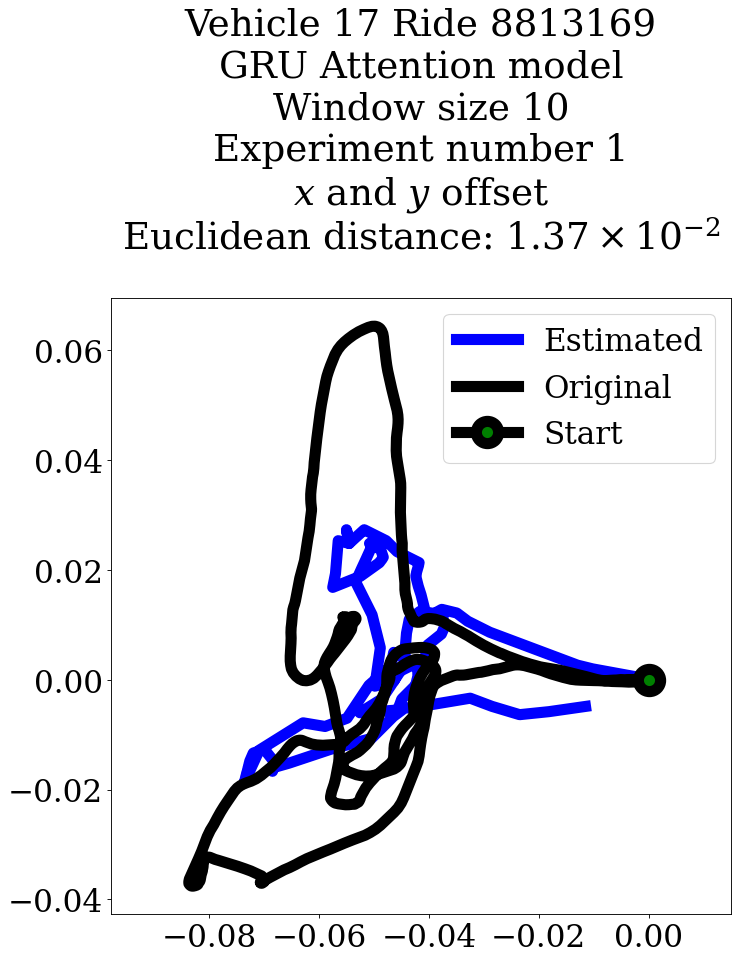 Vehicle 17 Ride 8813169
GRU Attention model
Window size 10
Experiment number 1
x and y offset
Euclidean distance: 1.37 × 10⁻²
Estimated
Original
Start
0.06
0.04
0.02
0.00
−0.02
−0.04
−0.08 −0.06 −0.04 −0.02 0.00